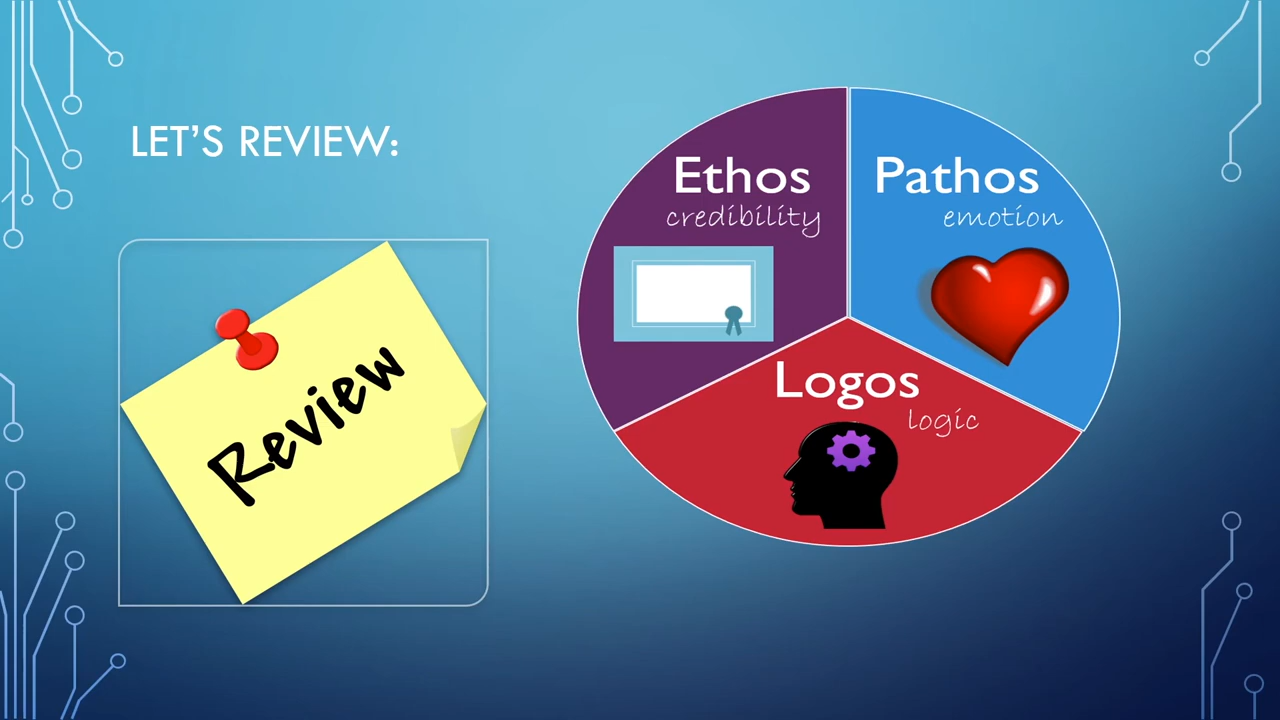 LET'S REVIEW:
Review
Ethos
credibility
Pathos
emotion
Logos
logic